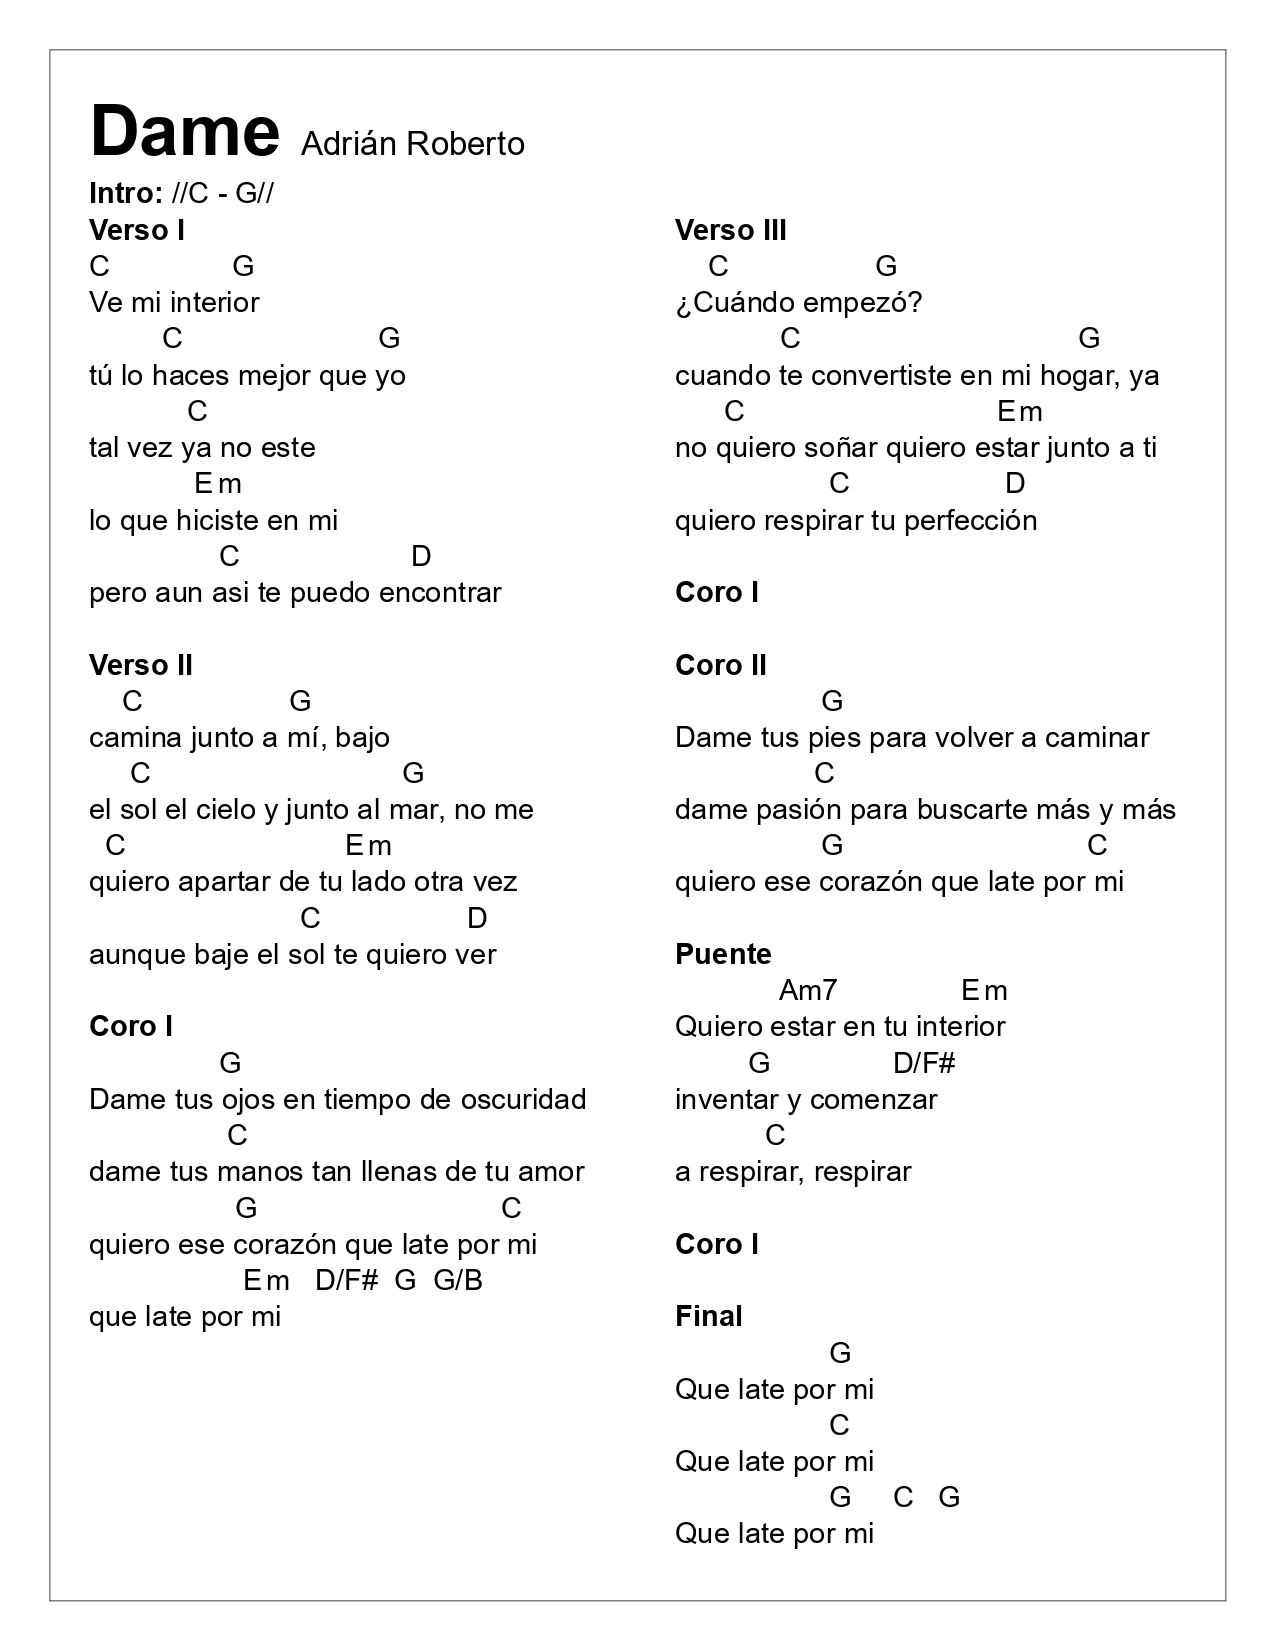 Dame Adrián Roberto
Intro: //C - G//
Verso I
C G
Ve mi interior
C G
tú lo haces mejor que yo
C
tal vez ya no este
Em
lo que hiciste en mi
C D
pero aun asi te puedo encontrar
Verso II
C G
camina junto a mí, bajo
C G
el sol el cielo y junto al mar, no me
C Em
quiero apartar de tu lado otra vez
C D
aunque baje el sol te quiero ver
Coro I
G
Dame tus ojos en tiempo de oscuridad
C
dame tus manos tan llenas de tu amor
G C
quiero ese corazón que late por mi
Em D/F# G G/B
que late por mi
Verso III
C G
¿Cuándo empezó?
C G
cuando te convertiste en mi hogar, ya
C Em
no quiero soñar quiero estar junto a ti
C D
quiero respirar tu perfección
Coro I
Coro II
G
Dame tus pies para volver a caminar
C
dame pasión para buscarte más y más
G C
quiero ese corazón que late por mi
Puente
Am7 Em
Quiero estar en tu interior
G D/F#
inventar y comenzar
C
a respirar, respirar
Coro I
Final
G
Que late por mi
C
Que late por mi
G C G
Que late por mi